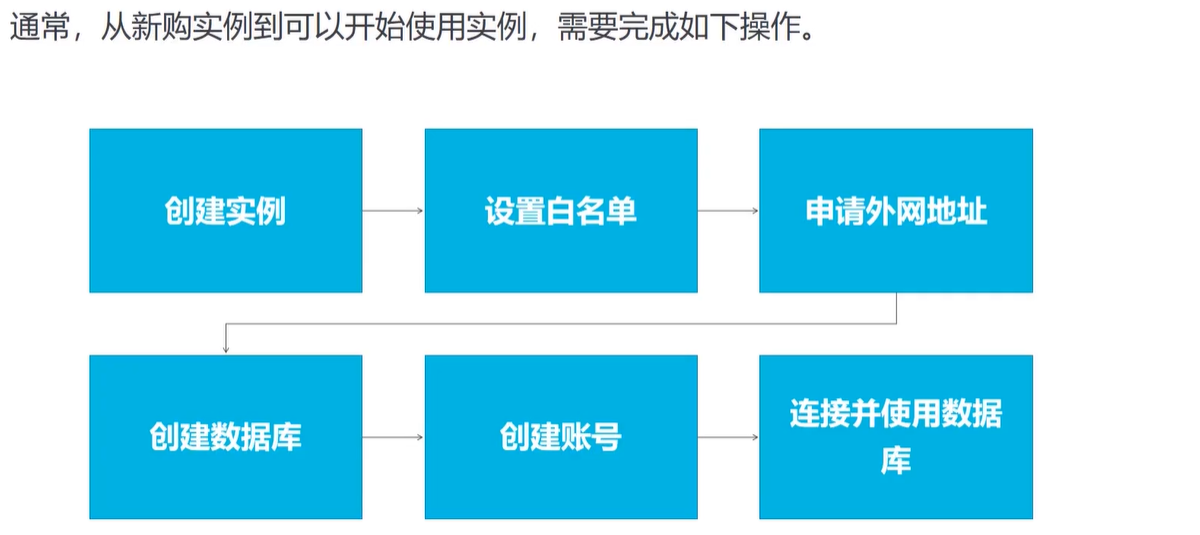 通常，从新购实例到可以开始使用实例，需要完成如下操作。
创建实例
设置白名单
申请外网地址
创建数据库
创建账号
连接并使用数据
库